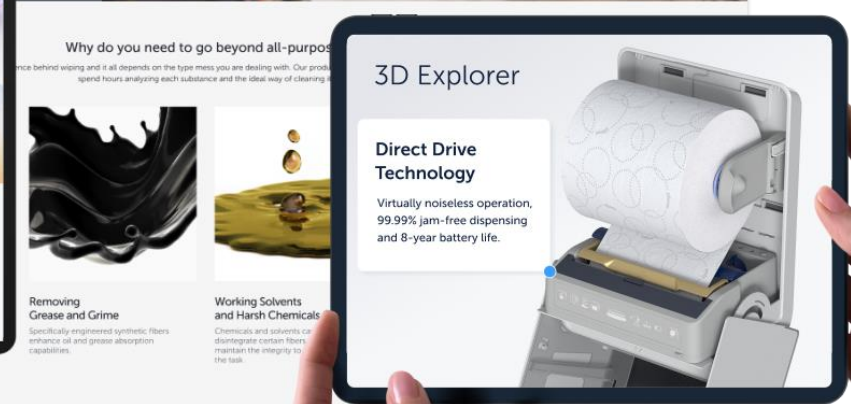 Why do you need to go beyond all-purpos
ence behind wiping and it all depends on the type mess you are dealing with. Our produ
spend hours analyzing each substance and the ideal way of cleaning
Removing
Grease and Grime
Specifically engineered synthetic fibers
enhance oil and grease absorption
capabilities.
Working Solvents
and Harsh Chemicals
Chemicals and solvents ca
disintegrate certain fibers
maintain the integrity to
the task.
3D Explorer
Direct Drive
Technology
Virtually noiseless operation,
99.99% jam-free dispensing
and 8-year battery life.